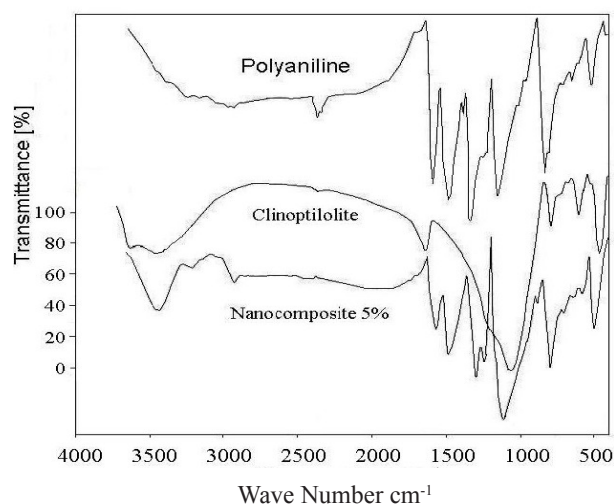 Polyaniline
Transmittance [%]
Clinoptilolite
Nanocomposite 5%
100
80
60
40
20
0
4000 3500 3000 2500 2000 1500 1000 500
Wave Number cm-1